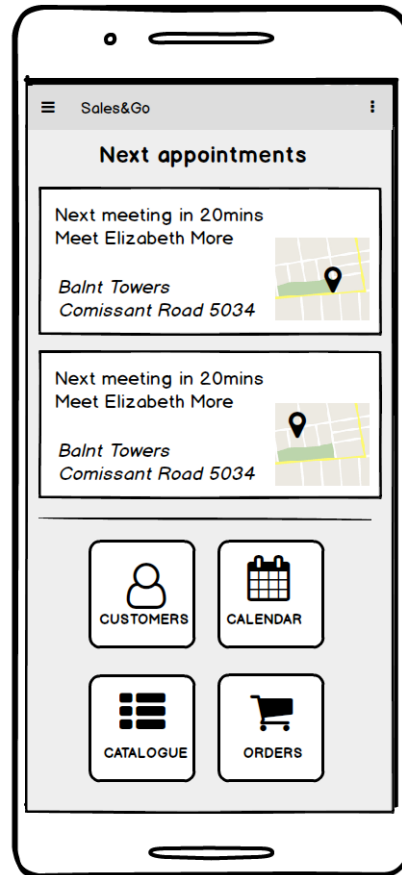 Sales&Go
Next appointments
Next meeting in 20mins
Meet Elizabeth More
Balnt Towers
Comissant Road 5034
Next meeting in 20mins
Meet Elizabeth More
Balnt Towers
Comissant Road 5034
CUSTOMERS
CALENDAR
CATALOGUE
ORDERS